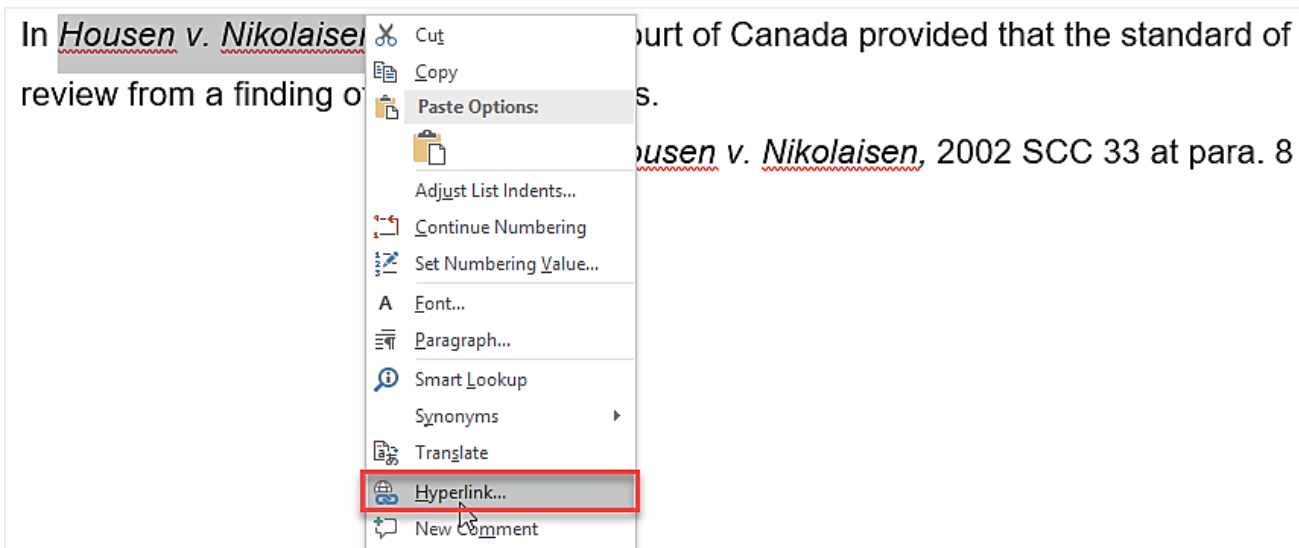 In Housen v. Nikolaisen
Court of Canada provided that the standard of
review from a finding of
s.
Housen v. Nikolaisen, 2002 SCC 33 at para. 8
Cut
Copy
Paste Options:
Adjust List Indents...
Continue Numbering
Set Numbering Value...
Font...
Paragraph...
Smart Lookup
Synonyms
Translate
Hyperlink...
New Comment